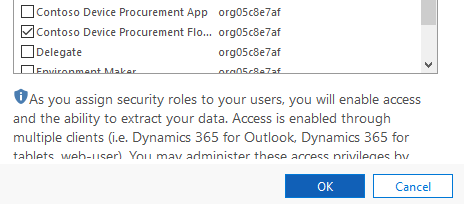 Contoso Device Procurement App org05c8e7af
Contoso Device Procurement Flo... org05c8e7af
Delegate org05c8e7af
Environment Maker org05c8e7af
As you assign security roles to your users, you will enable access
and the ability to extract your data. Access is enabled through
multiple clients (i.e. Dynamics 365 for Outlook, Dynamics 365 for
tablets, web-user). You may administer these access privileges by
OK Cancel